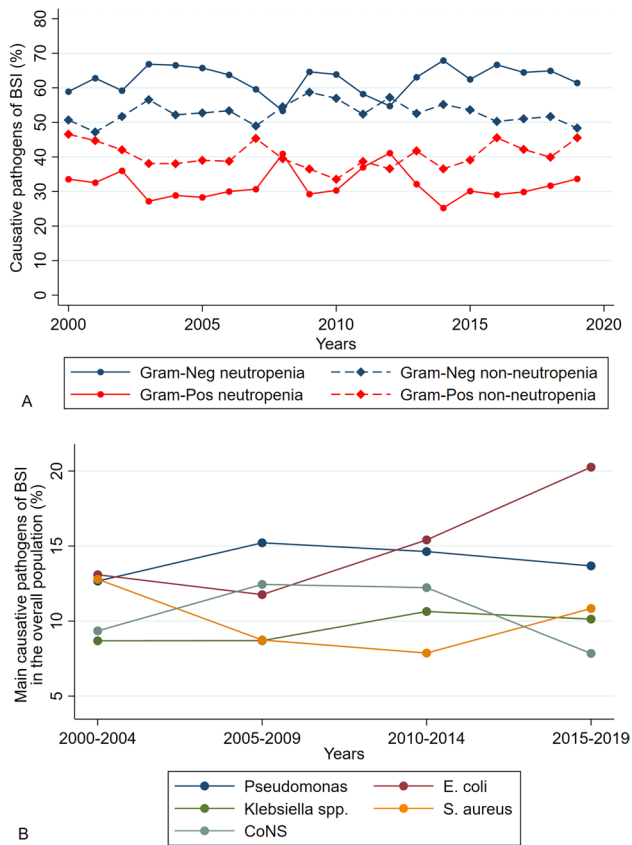 Causative pathogens of BSI (%)
80
70
60
50
40
30
20
10
0
2000 2005 2010 2015 2020
Years
Gram-Neg neutropenia Gram-Neg non-neutropenia
Gram-Pos neutropenia Gram-Pos non-neutropenia
A
Main causative pathogens of BSI
in the overall population (%)
20
15
10
5
2000-2004 2005-2009 2010-2014 2015-2019
Years
Pseudomonas E. coli
Klebsiella spp. S. aureus
CoNS
B